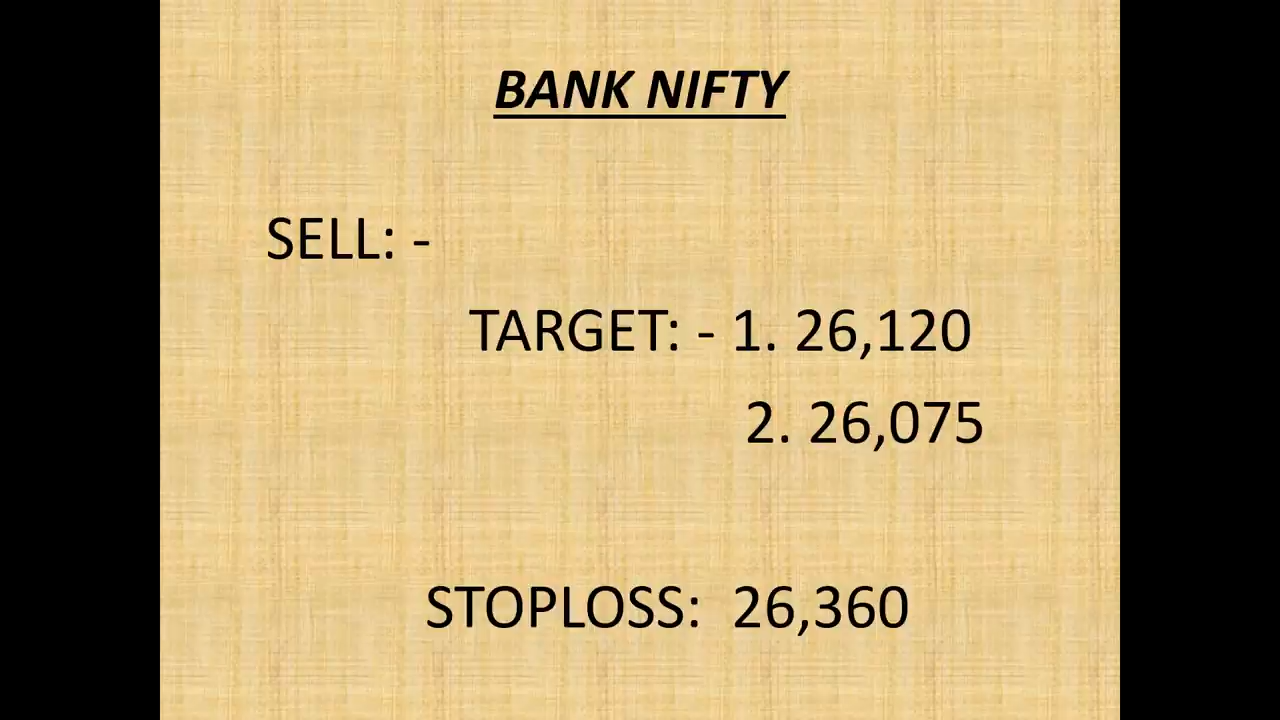 BANK NIFTY
SELL: -
TARGET: - 1. 26,120
2. 26,075
STOPLOSS:  26,360